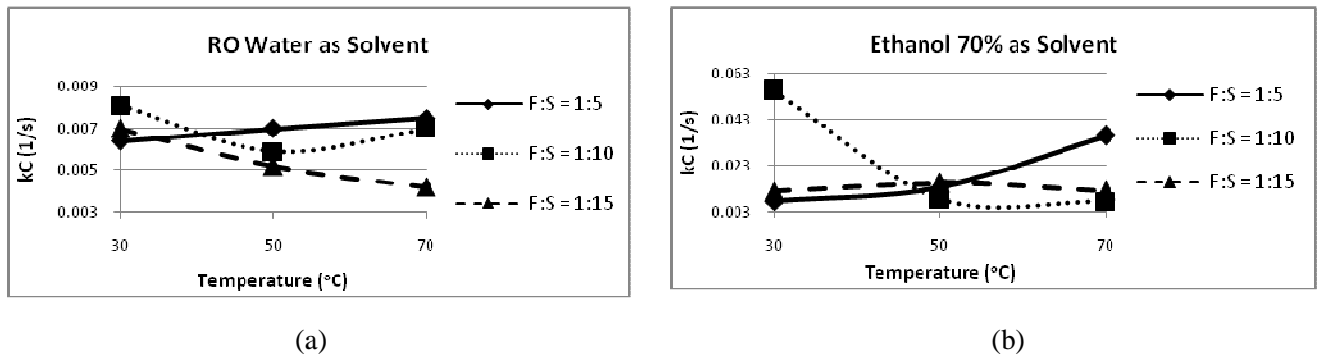 RO Water as Solvent
0.009
0.007
0.005
0.003
kC (1/s)
30 50 70
Temperature (°C)
F:S = 1:5
F:S = 1:10
F:S = 1:15
(a)
Ethanol 70% as Solvent
0.063
0.043
0.023
0.003
kC (1/s)
30 50 70
Temperature (°C)
F:S = 1:5
F:S = 1:10
F:S = 1:15
(b)